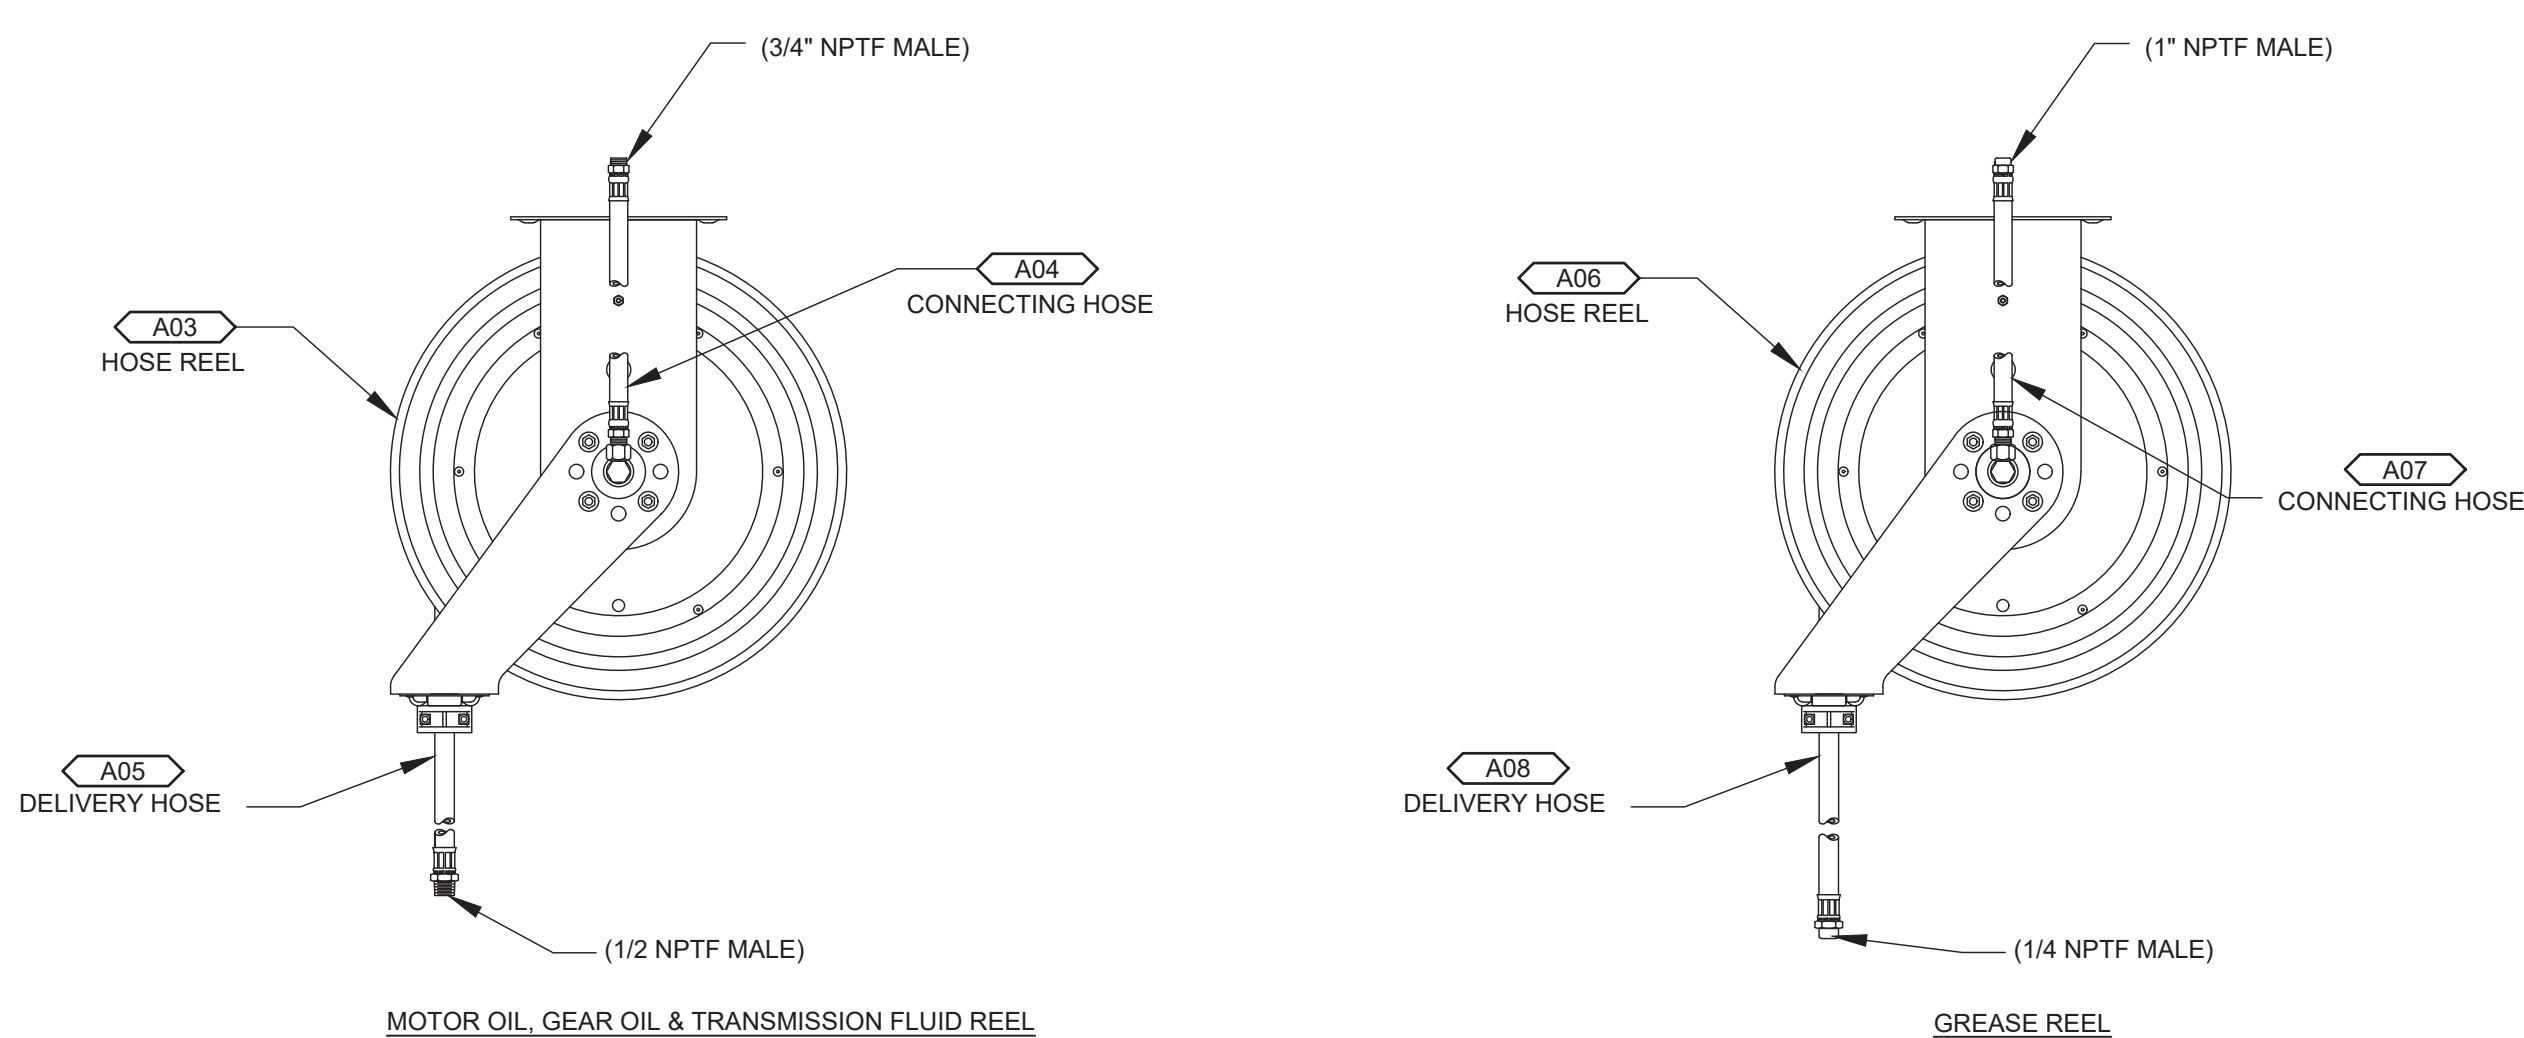 (3/4" NPTF MALE)
A04
CONNECTING HOSE
A03
HOSE REEL
A05
DELIVERY HOSE
(1/2 NPTF MALE)
MOTOR OIL, GEAR OIL & TRANSMISSION FLUID REEL
(1" NPTF MALE)
A06
HOSE REEL
A07
CONNECTING HOSE
A08
DELIVERY HOSE
(1/4 NPTF MALE)
GREASE REEL